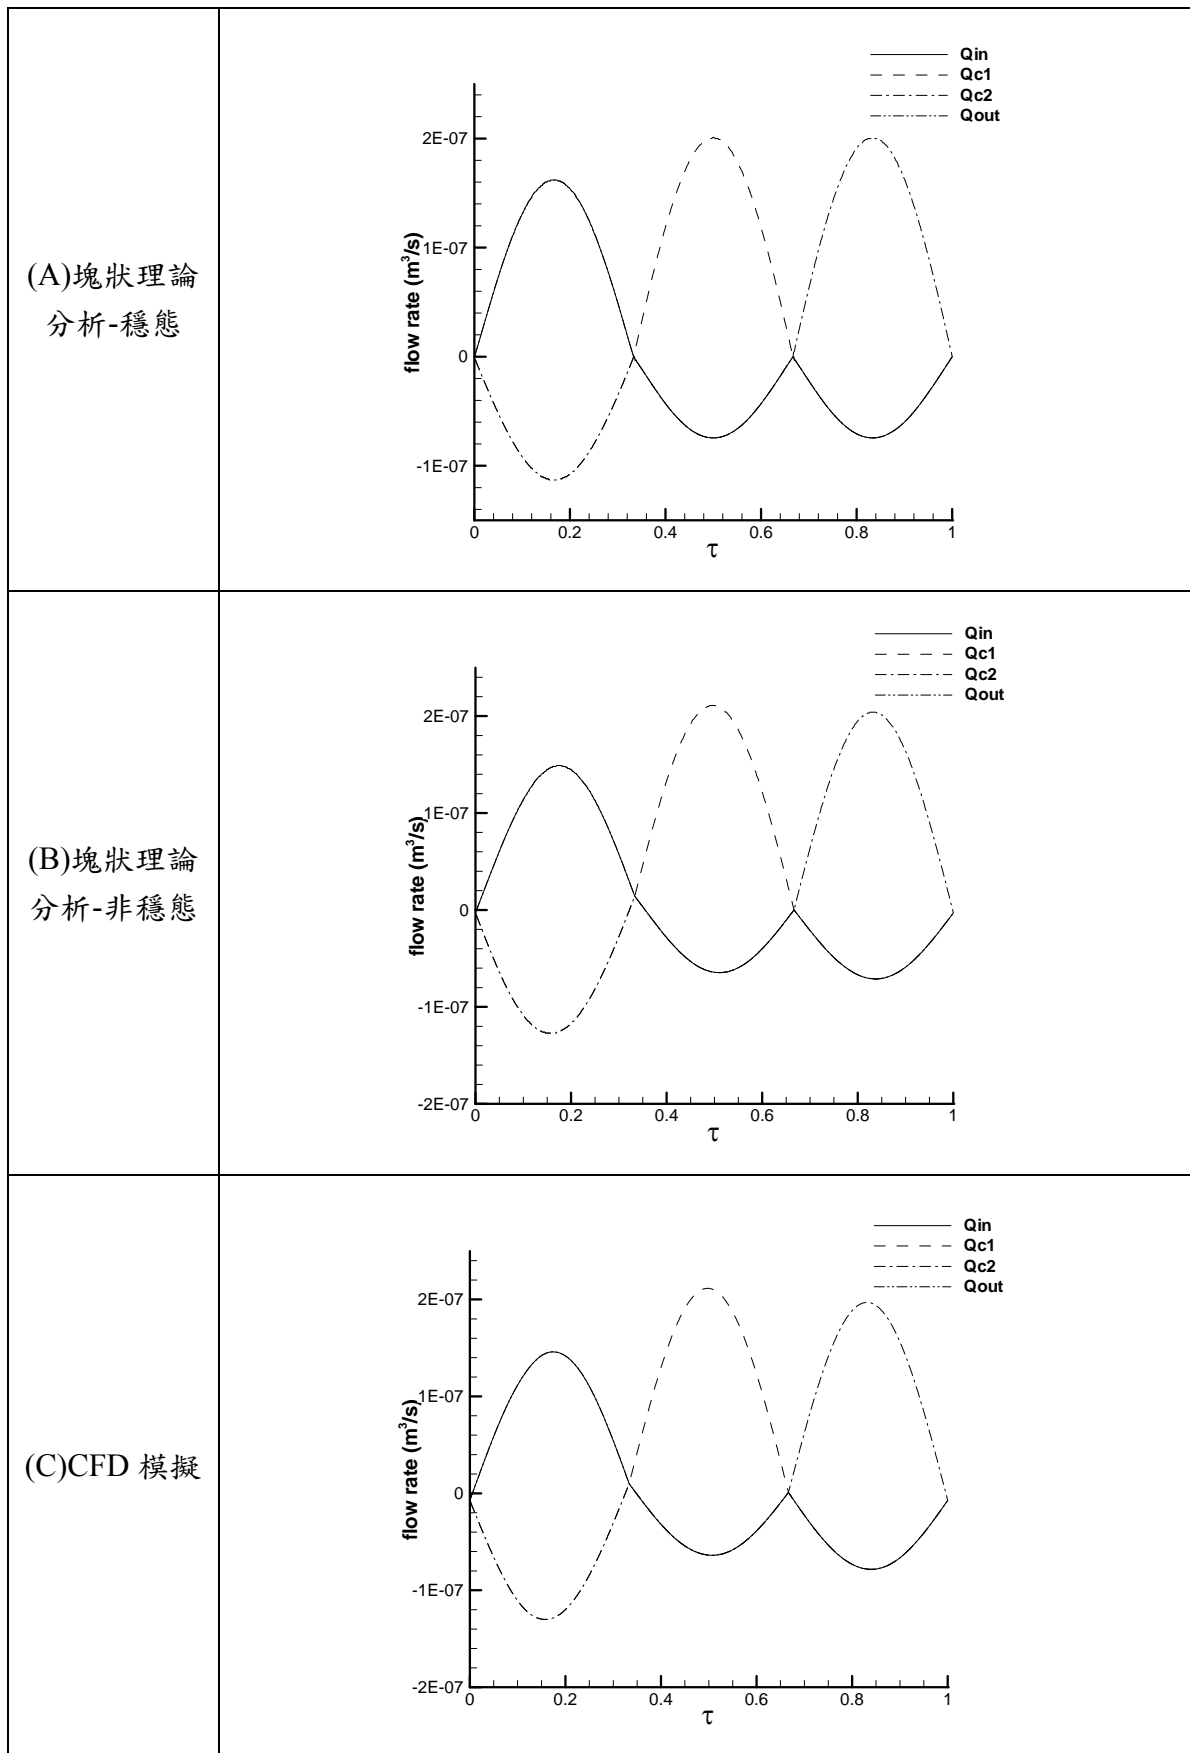 (A)塊狀理論
分析-穩態
Qin
Qc1
Qc2
Qout
flow rate (m³/s)
2E-07
1E-07
0
-1E-07
0 0.2 0.4 0.6 0.8 1
τ
(B)塊狀理論
分析-非穩態
Qin
Qc1
Qc2
Qout
flow rate (m³/s)
2E-07
1E-07
0
-1E-07
-2E-07
0 0.2 0.4 0.6 0.8 1
τ
(C)CFD 模擬
Qin
Qc1
Qc2
Qout
flow rate (m³/s)
2E-07
1E-07
0
-1E-07
-2E-07
0 0.2 0.4 0.6 0.8 1
τ